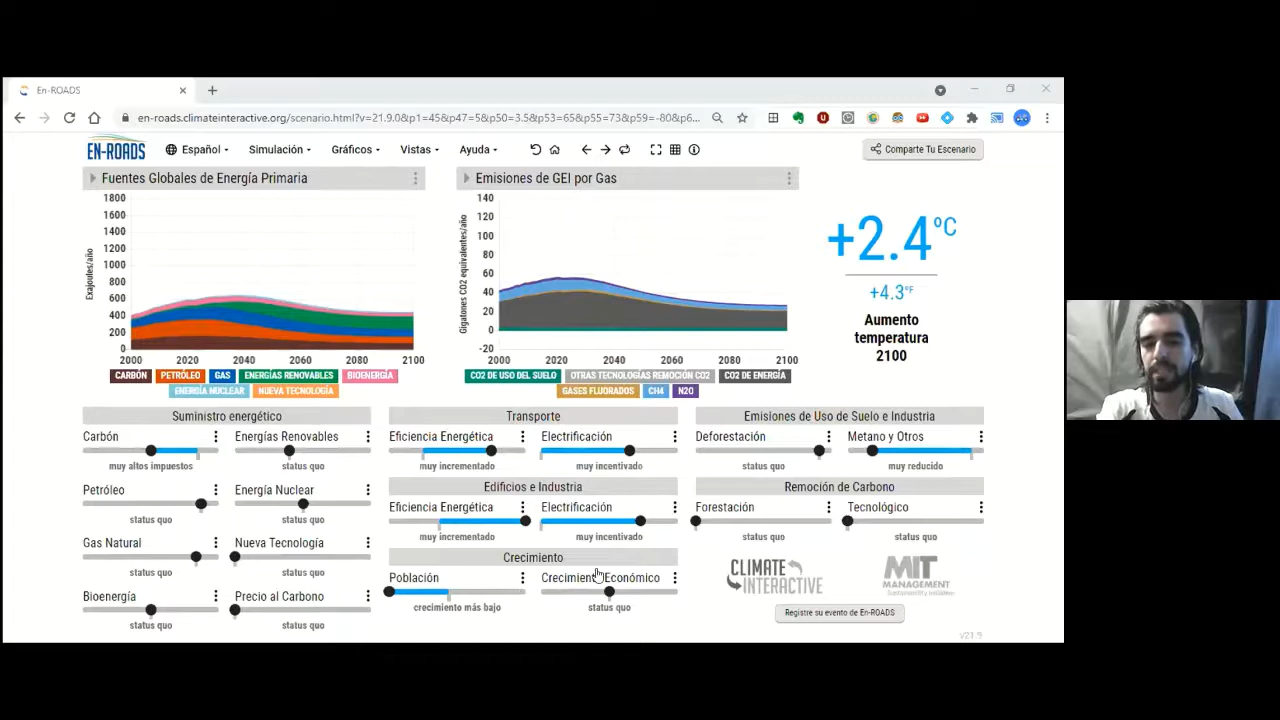 En-ROADS
en-roads.climateinteractive.org/scenario.html?v=21.9.0&p1=45&p47=5&p50=3.5&p53=65&p55=73&p59=-80&p6...
EN-ROADS
Español
Simulación
Gráficos
Vistas
Ayuda
Comparte Tu Escenario
Fuentes Globales de Energía Primaria
Exajoules/año
1800
1600
1400
1200
1000
800
600
400
200
0
2000 2020 2040 2060 2080 2100
CARBÓN PETRÓLEO GAS ENERGÍAS RENOVABLES BIOENERGÍA
ENERGÍA NUCLEAR NUEVA TECNOLOGÍA
Emisiones de GEI por Gas
Gigatones CO2 equivalentes/año
140
120
100
80
60
40
20
0
-20
2000 2020 2040 2060 2080 2100
CO2 DE USO DEL SUELO OTRAS TECNOLOGÍAS REMOCIÓN CO2 CO2 DE ENERGÍA
GASES FLUORADOS CH4 N2O
+2.4ºC
+4.3°F
Aumento
temperatura
2100
Suministro energético
Carbón
muy altos impuestos
Energías Renovables
status quo
Petróleo
status quo
Energía Nuclear
status quo
Gas Natural
status quo
Nueva Tecnología
status quo
Bioenergía
status quo
Precio al Carbono
status quo
Transporte
Eficiencia Energética
muy incrementado
Electrificación
muy incentivado
Edificios e Industria
Eficiencia Energética
muy incrementado
Electrificación
muy incentivado
Crecimiento
Población
crecimiento más bajo
Crecimiento Económico
status quo
Emisiones de Uso de Suelo e Industria
Deforestación
status quo
Metano y Otros
muy reducido
Remoción de Carbono
Forestación
status quo
Tecnológico
status quo
CLIMATE
INTERACTIVE
MIT
MANAGEMENT
Sustainability Initiative
Registre su evento de En-ROADS
v21.9